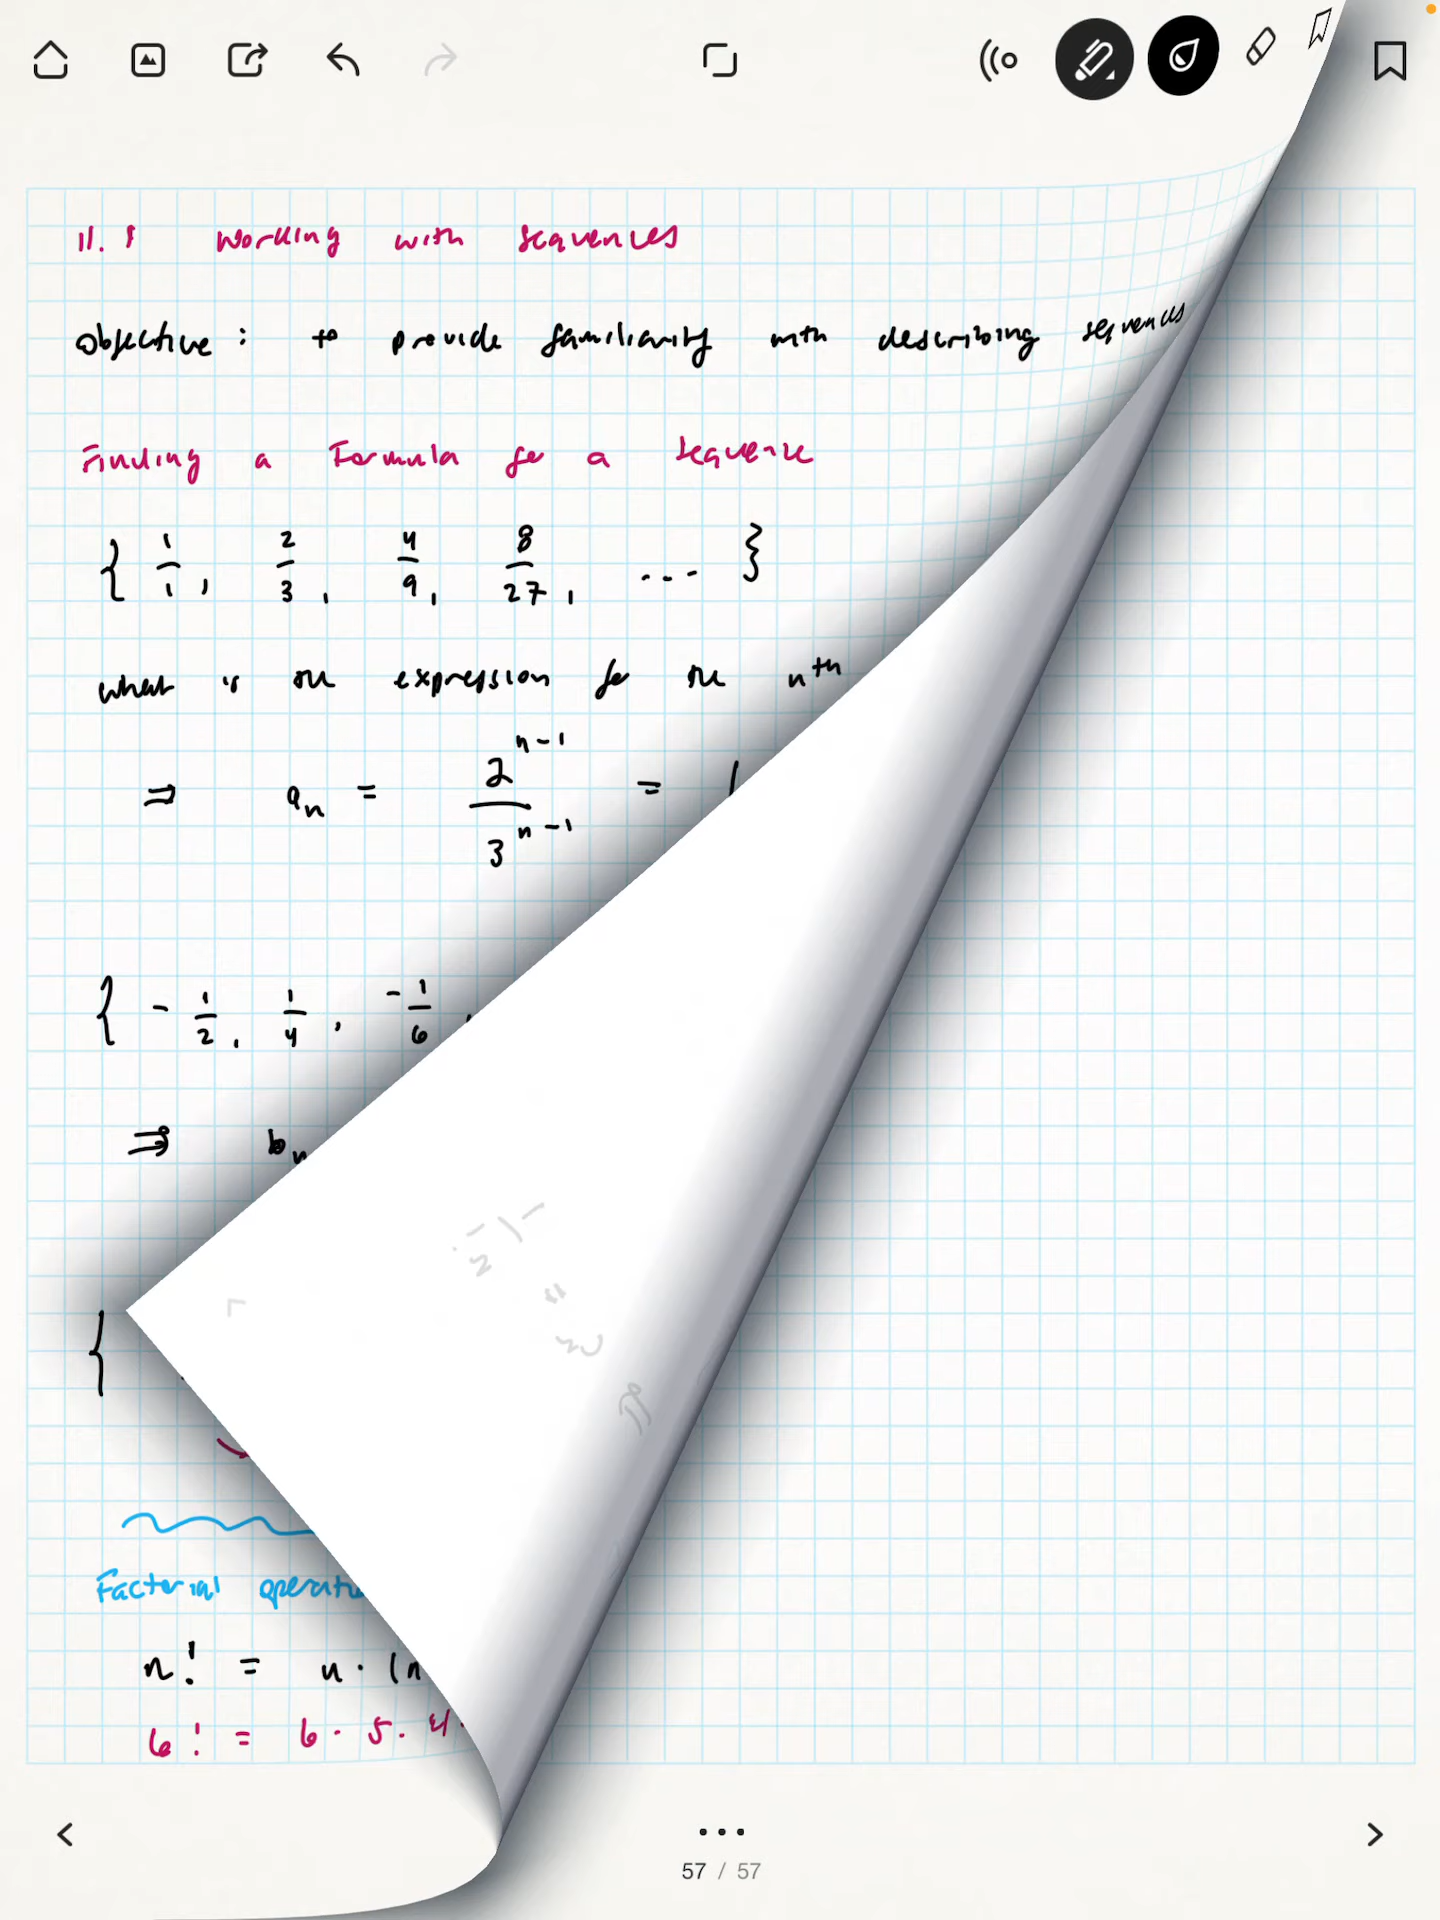 11.1 Working with Sequences
Objective: to provide familiarity with describing sequences
Finding a Formula for a Sequence
{ 1/1, 2/3, 4/9, 8/27, ... }
what is the expression for the nth
⇒ a_n = 2^(n-1) / 3^(n-1) = (
{ - 1/2, 1/4, -1/6,
⇒ b_n
{
Factorial
n! = n · (n
6! = 6 · 5 · 4 ·
57 / 57